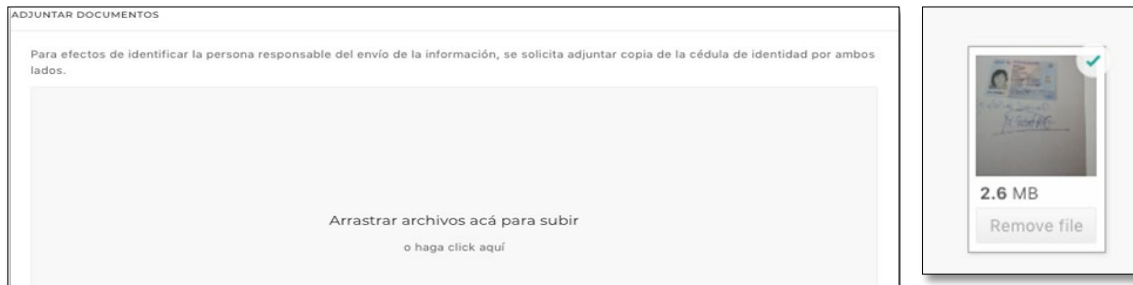 ADJUNTAR DOCUMENTOS
Para efectos de identificar la persona responsable del envío de la información, se solicita adjuntar copia de la cédula de identidad por ambos
lados.
Arrastrar archivos acá para subir
o haga click aquí
2.6 MB
Remove file